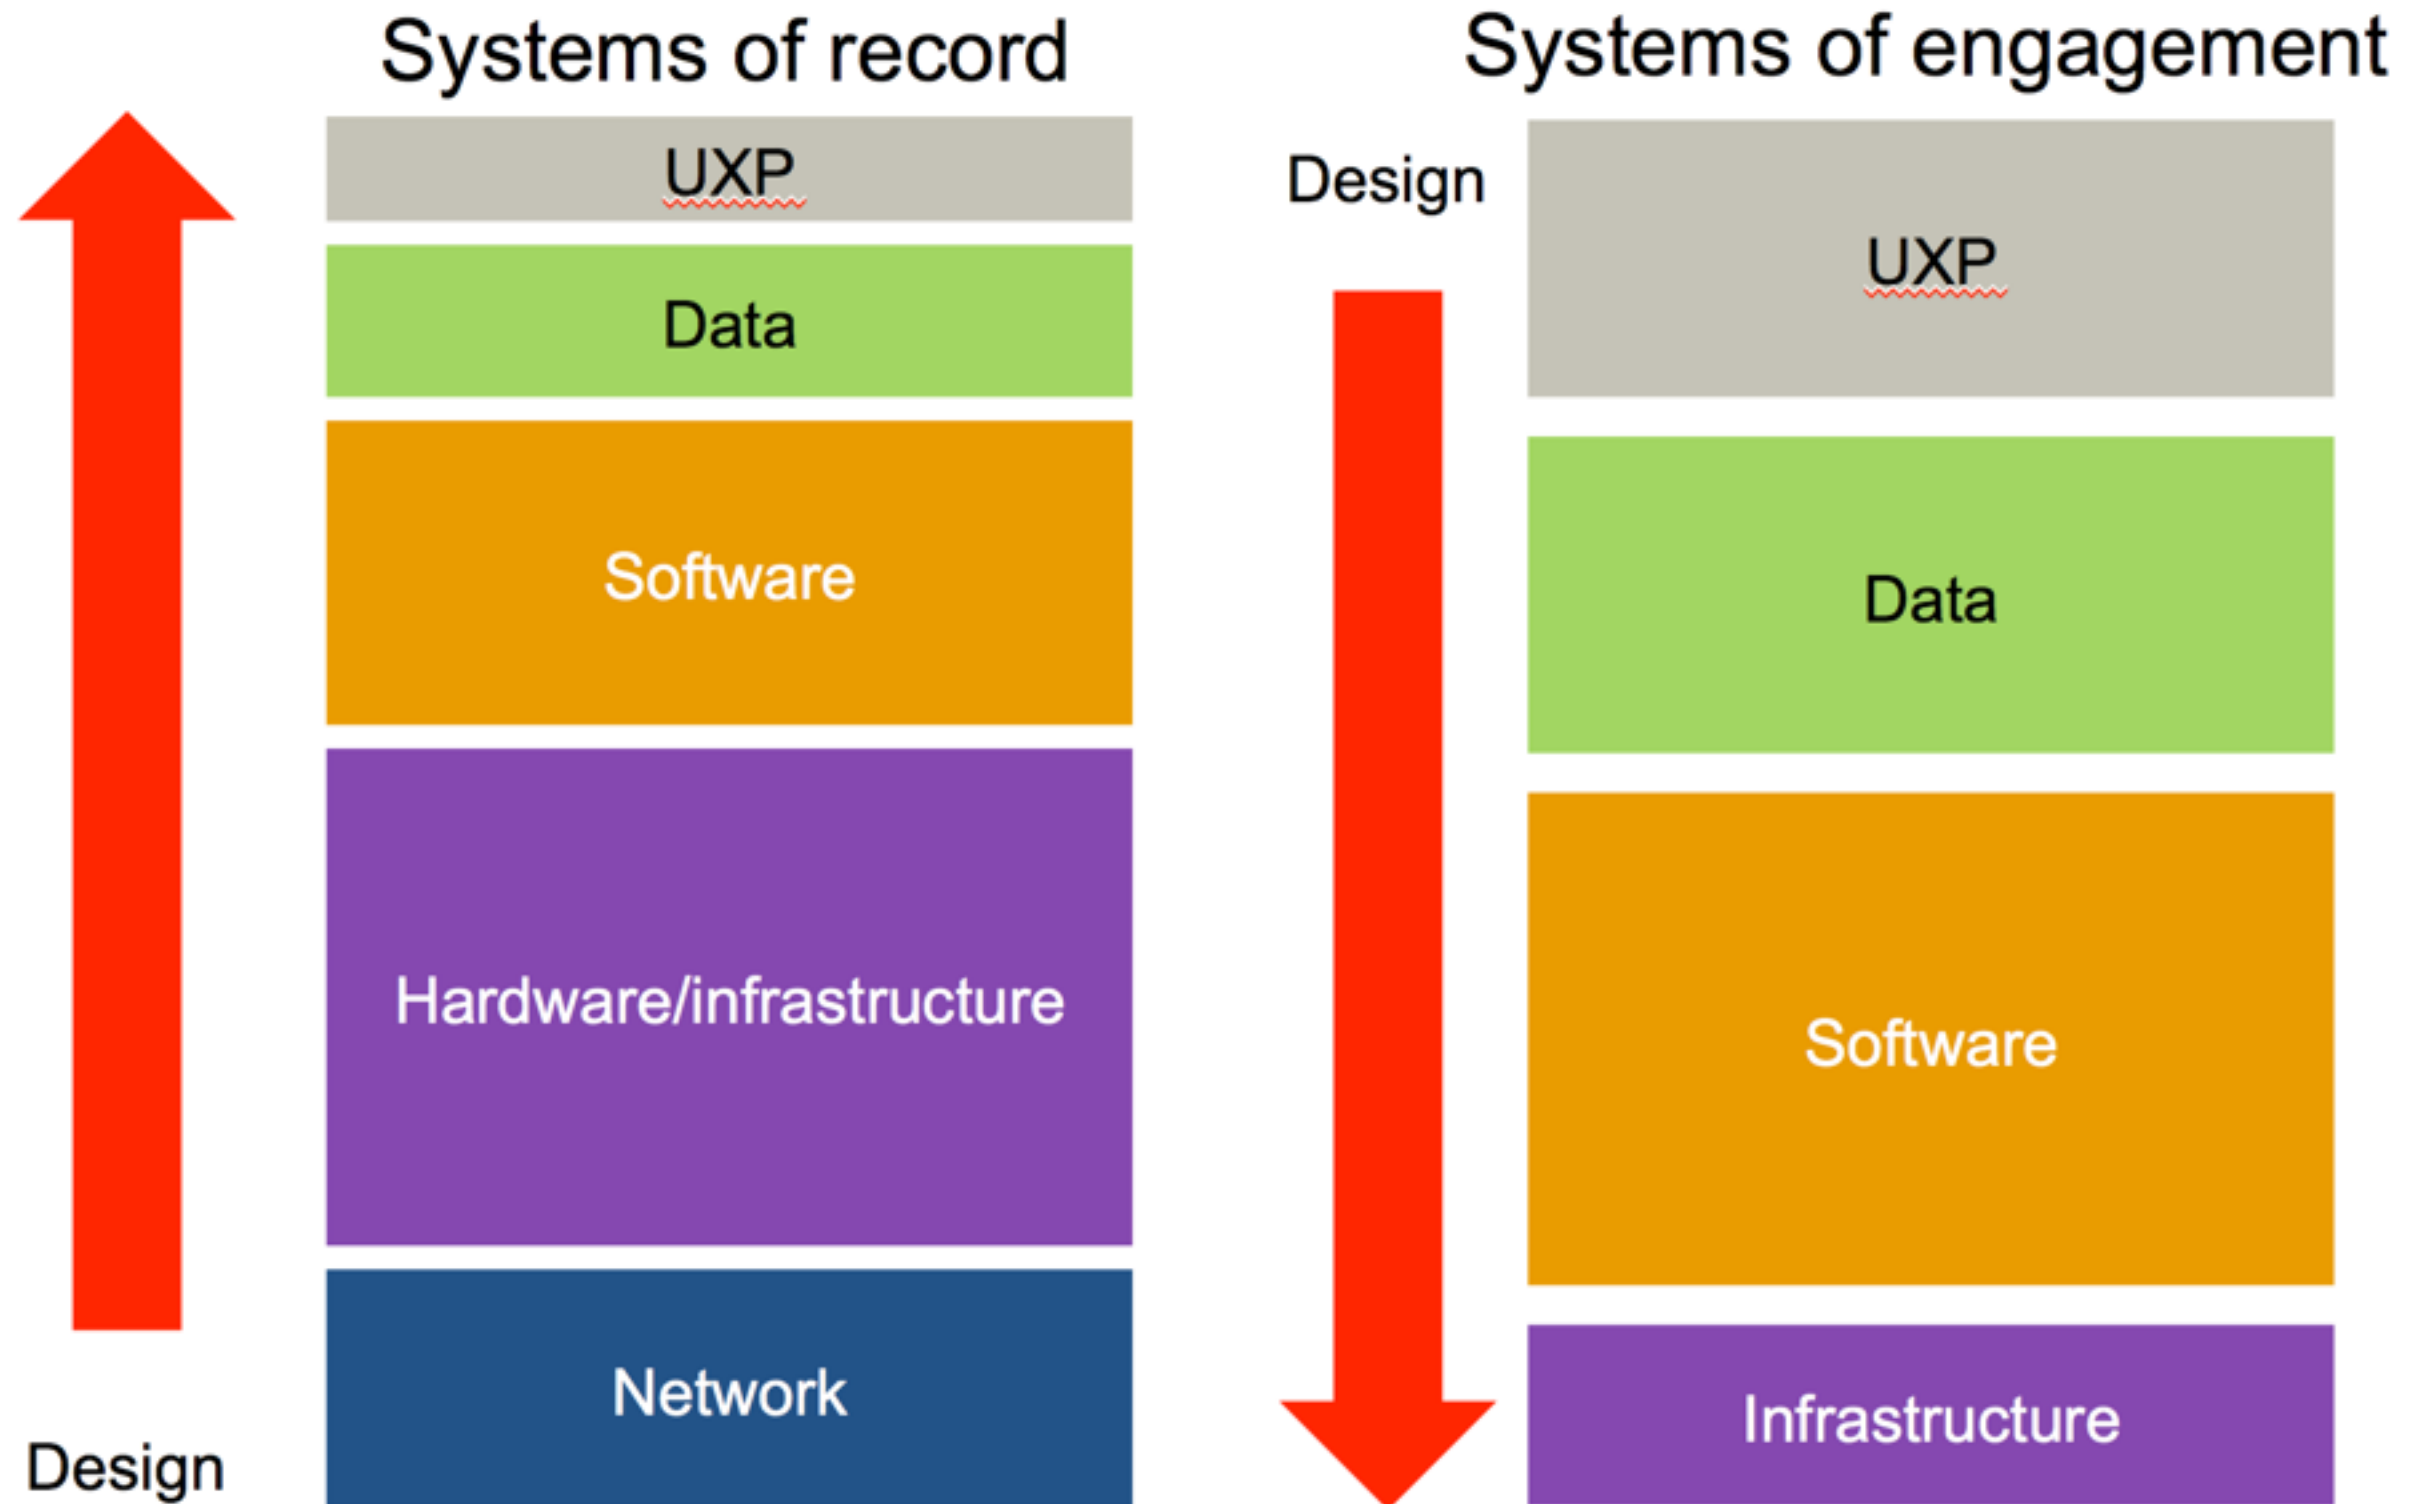 Systems of record
UXP
Data
Software
Hardware/infrastructure
Network
Design
Systems of engagement
Design
UXP
Data
Software
Infrastructure